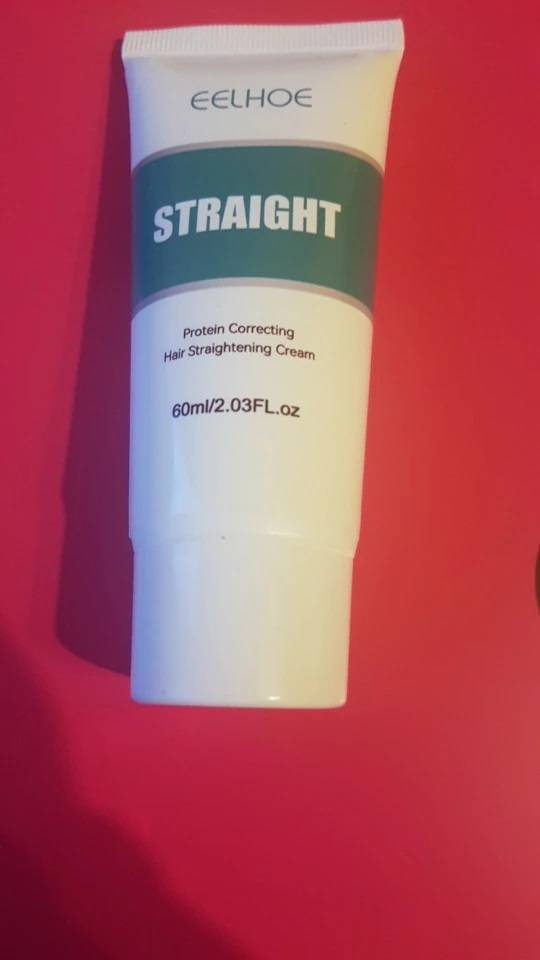 EELHOE
STRAIGHT
Protein Correcting
Hair Straightening Cream
60ml/2.03FL.oz